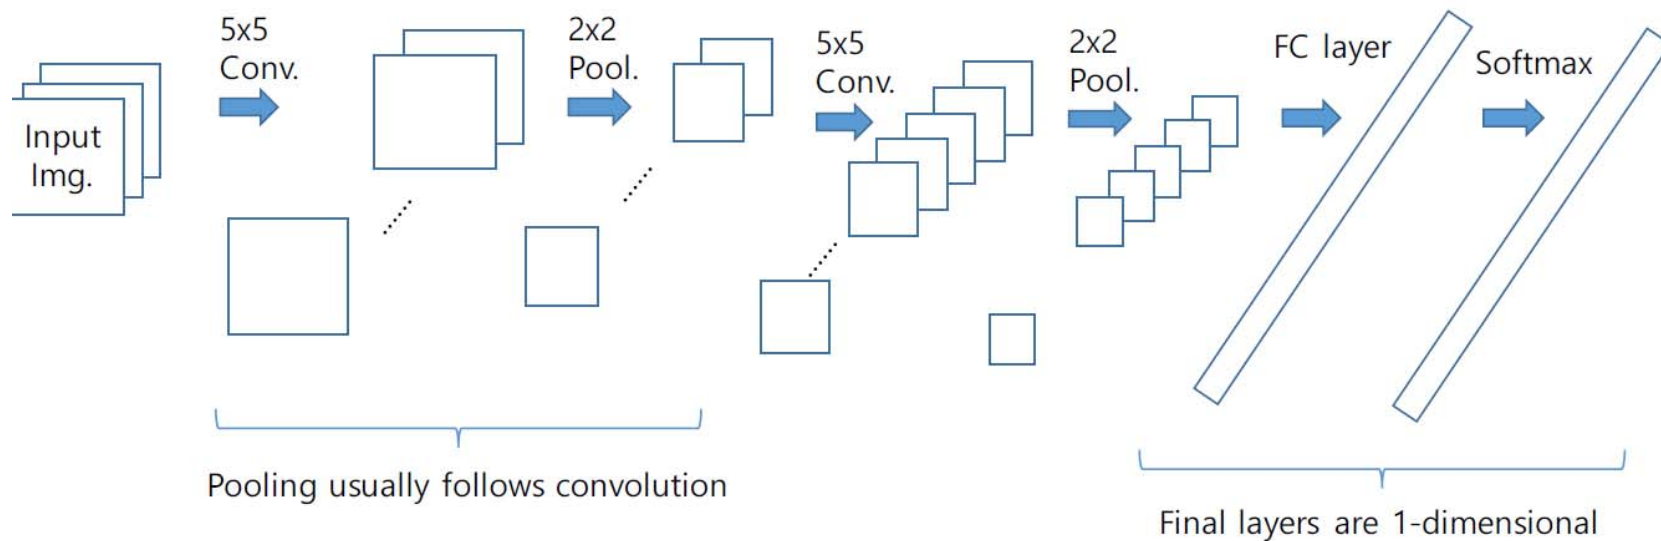 Input
Img.
5x5
Conv.
2x2
Pool.
5x5
Conv.
2x2
Pool.
FC layer
Softmax
Pooling usually follows convolution
Final layers are 1-dimensional